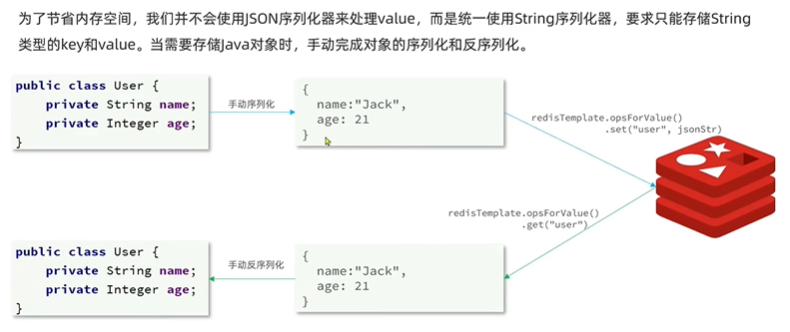 为了节省内存空间，我们并不会使用JSON序列化器来处理value，而是统一使用String序列化器，要求只能存储String
类型的key和value。当需要存储Java对象时，手动完成对象的序列化和反序列化。
public class User {
    private String name;
    private Integer age;
}
手动序列化
{
  name:"Jack",
  age: 21
}
redisTemplate.opsForValue()
.set("user", jsonStr)
redisTemplate.opsForValue()
.get("user")
public class User {
    private String name;
    private Integer age;
}
手动反序列化
{
  name:"Jack",
  age: 21
}